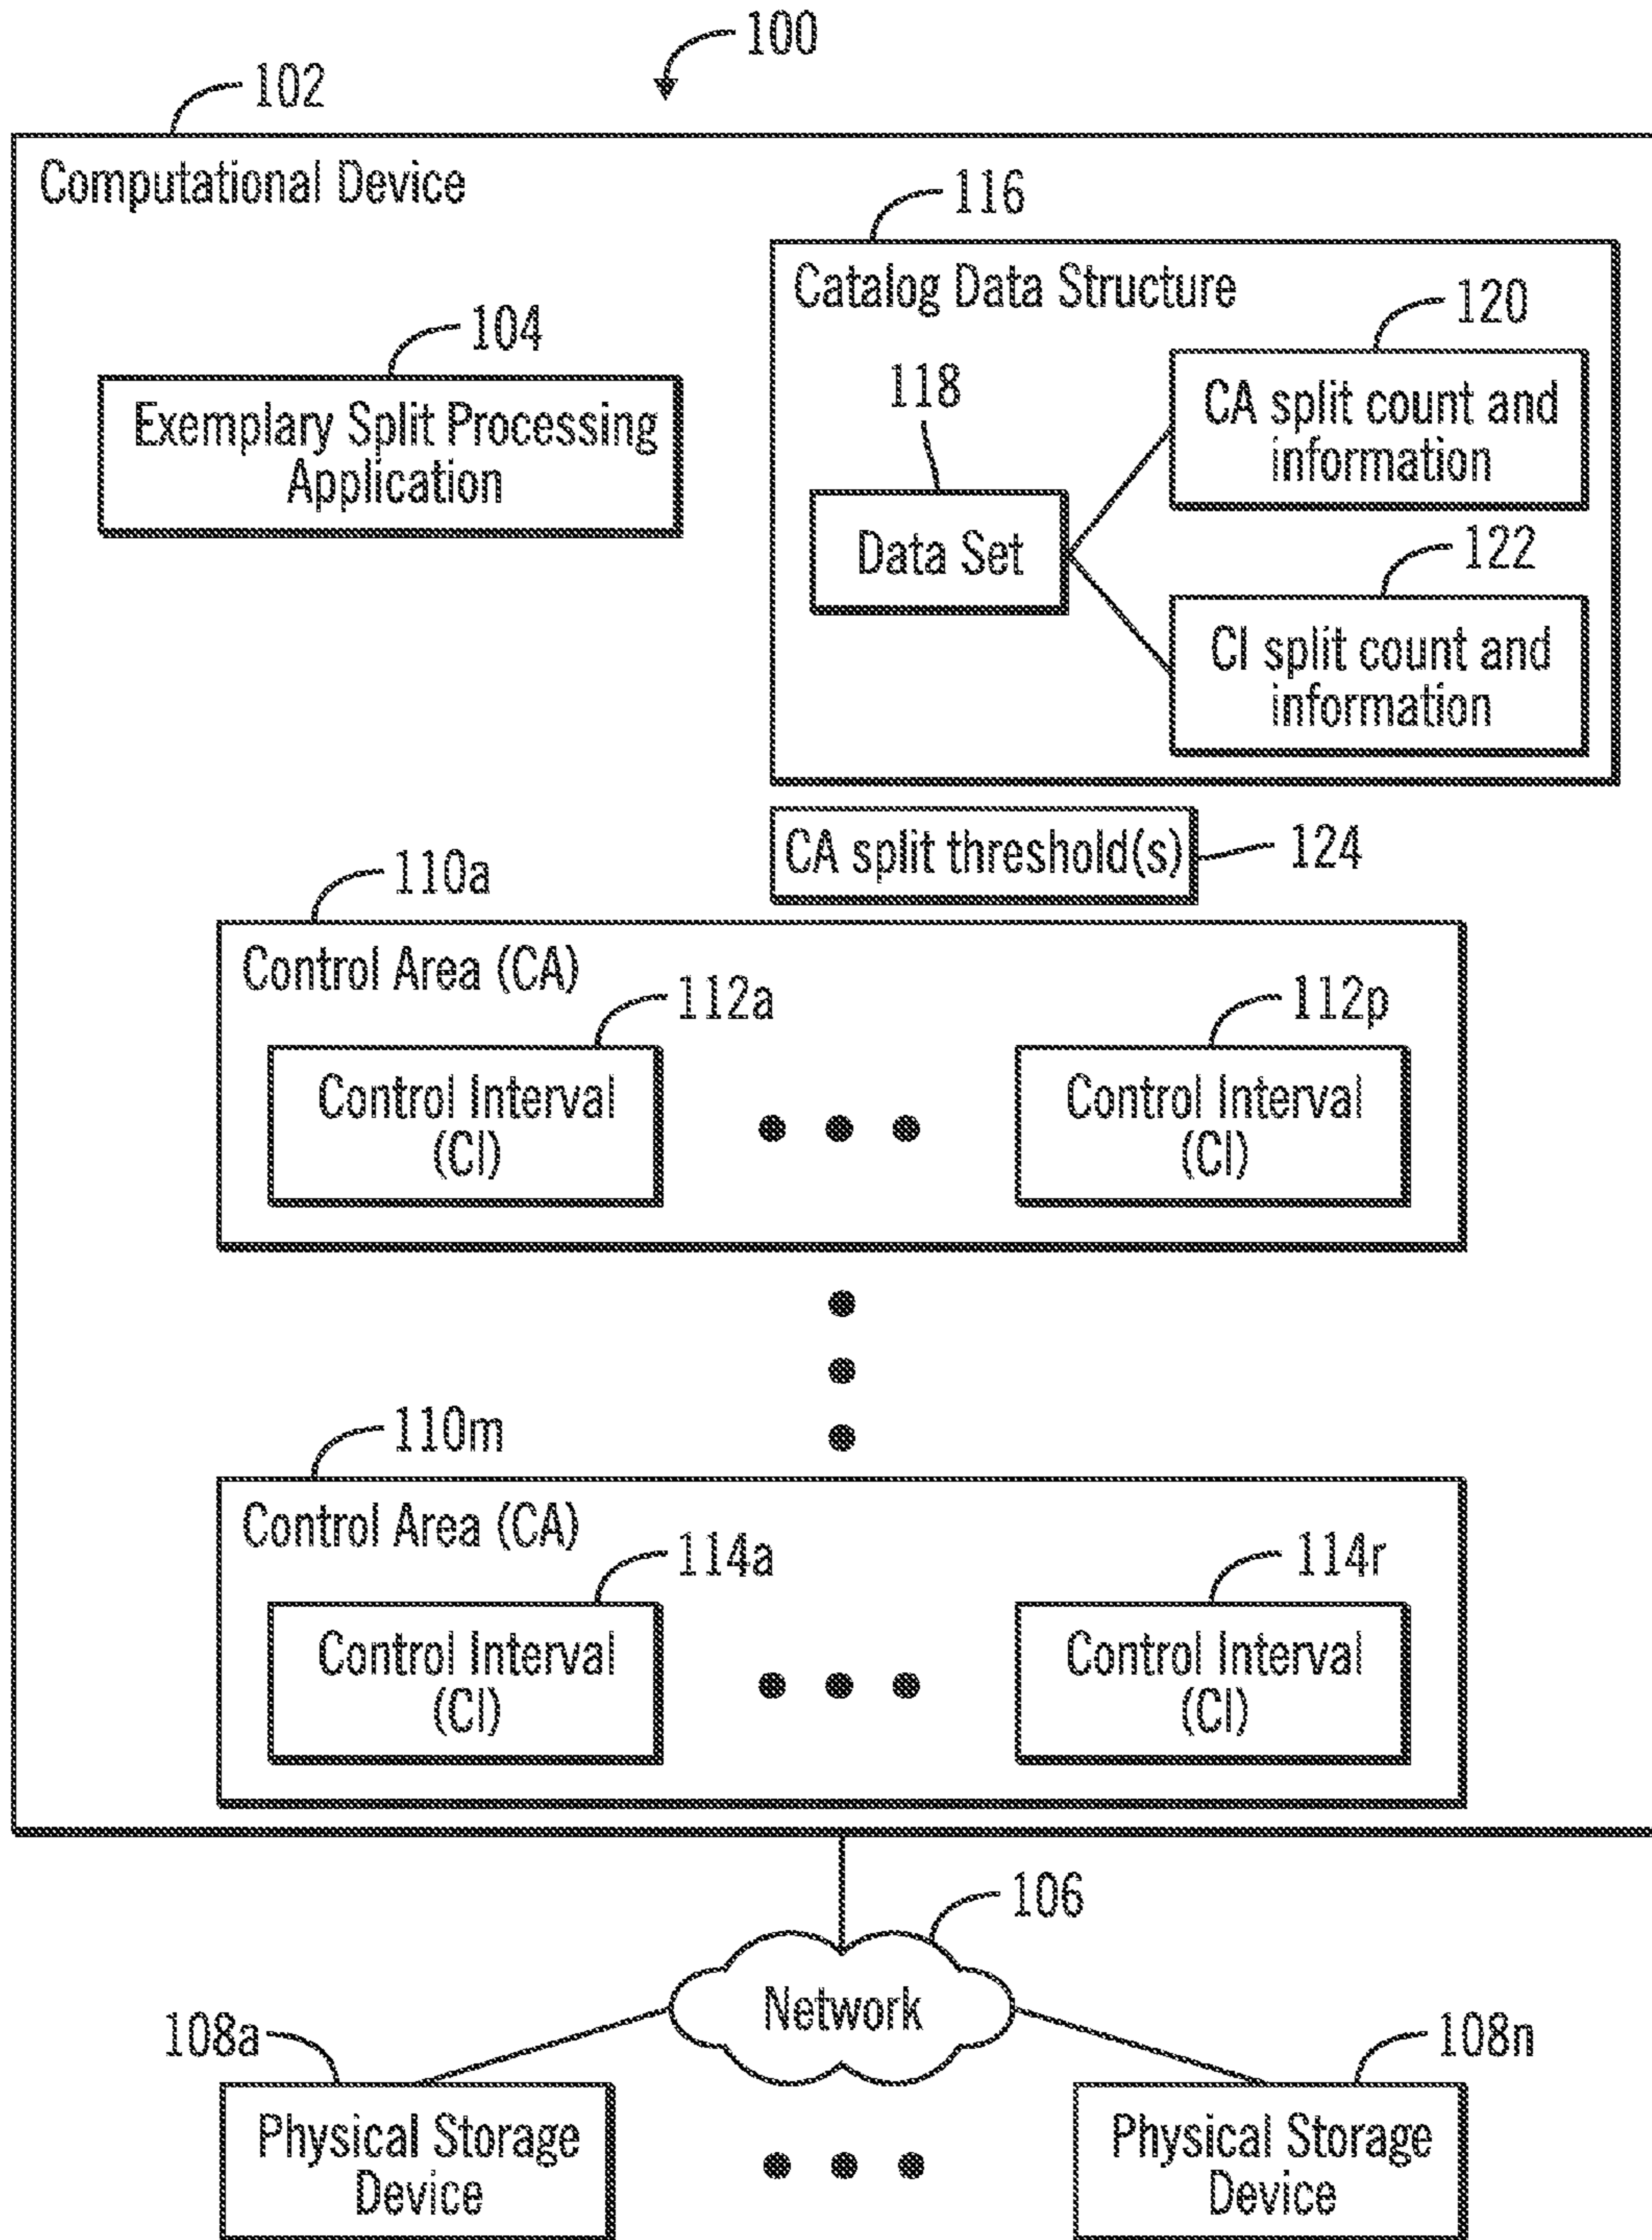 100
102
Computational Device
116
Catalog Data Structure
120
104
118
CA split count and
information
Exemplary Split Processing
Application
Data Set
122
CI split count and
information
CA split threshold(s)
124
110a
Control Area (CA)
112a
112p
Control Interval
(CI)
Control Interval
(CI)
110m
Control Area (CA)
114a
114r
Control Interval
(CI)
Control Interval
(CI)
106
Network
108a
108n
Physical Storage
Device
Physical Storage
Device